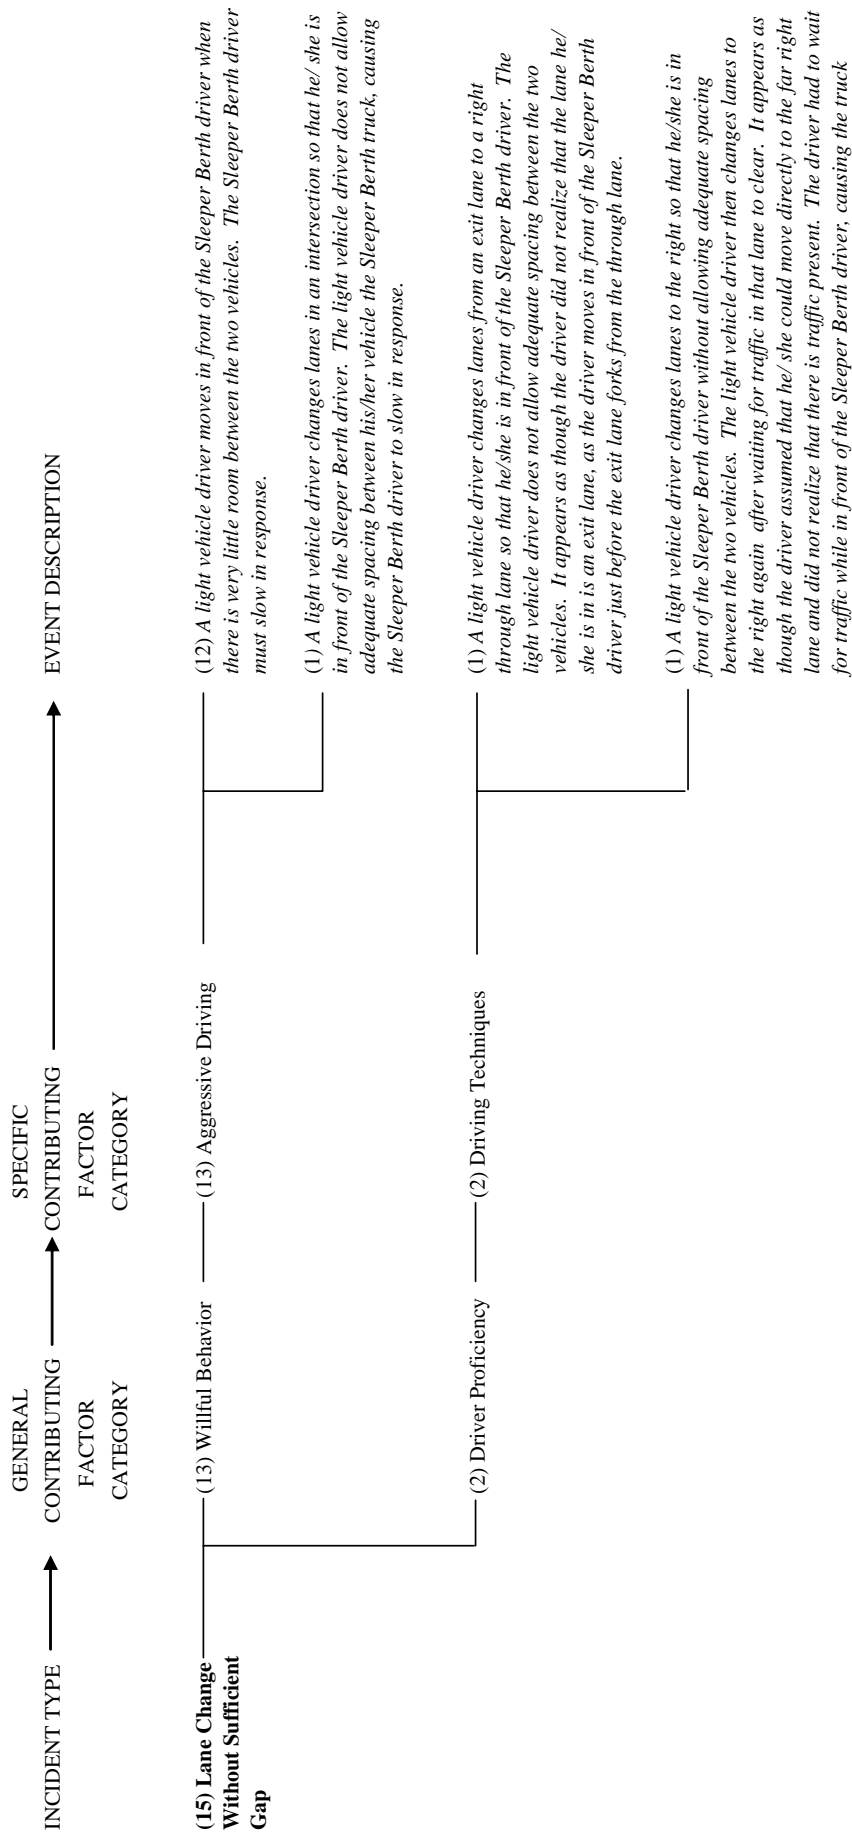 INCIDENT TYPE
GENERAL
CONTRIBUTING
FACTOR
CATEGORY
SPECIFIC
CONTRIBUTING
FACTOR
CATEGORY
EVENT DESCRIPTION
(15) Lane Change
Without Sufficient
Gap
(13) Willful Behavior
(13) Aggressive Driving
(12) A light vehicle driver moves in front of the Sleeper Berth driver when
there is very little room between the two vehicles. The Sleeper Berth driver
must slow in response.
(1) A light vehicle driver changes lanes in an intersection so that he/ she is
in front of the Sleeper Berth driver. The light vehicle driver does not allow
adequate spacing between his/her vehicle the Sleeper Berth truck, causing
the Sleeper Berth driver to slow in response.
(2) Driver Proficiency
(2) Driving Techniques
(1) A light vehicle driver changes lanes from an exit lane to a right
through lane so that he/she is in front of the Sleeper Berth driver. The
light vehicle driver does not allow adequate spacing between the two
vehicles. It appears as though the driver did not realize that the lane he/
she is in is an exit lane, as the driver moves in front of the Sleeper Berth
driver just before the exit lane forks from the through lane.
(1) A light vehicle driver changes lanes to the right so that he/she is in
front of the Sleeper Berth driver without allowing adequate spacing
between the two vehicles. The light vehicle driver then changes lanes to
the right again after waiting for traffic in that lane to clear. It appears as
though the driver assumed that he/ she could move directly to the far right
lane and did not realize that there is traffic present. The driver had to wait
for traffic while in front of the Sleeper Berth driver, causing the truck